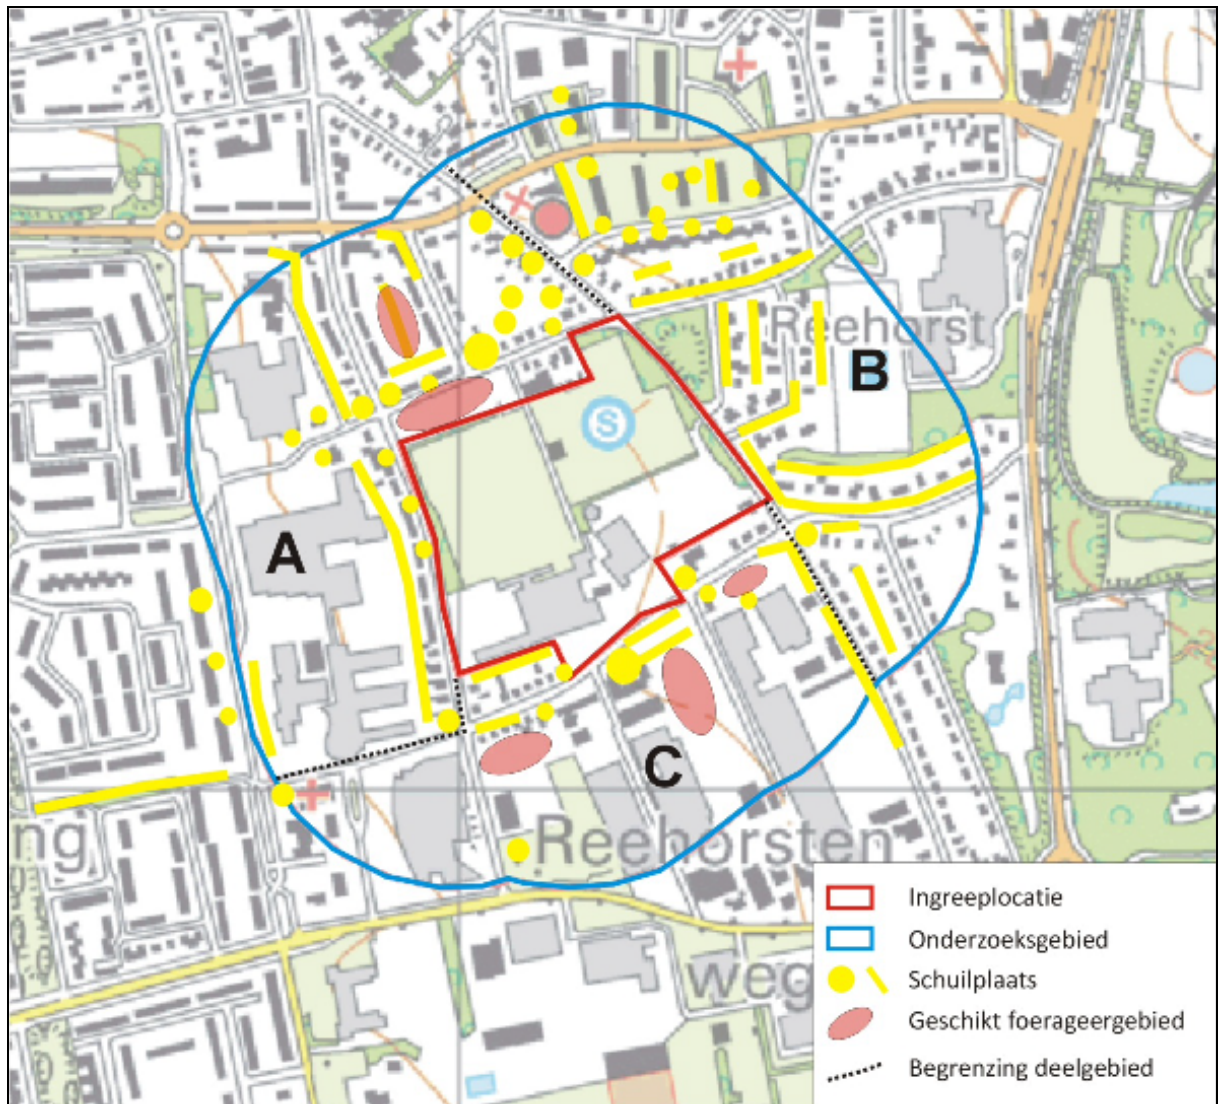 Reehorst
B
S
A
C
ng
Reehorsten
weg
Ingreeplocatie
Onderzoeksgebied
Schuilplaats
Geschikt foerageergebied
Begrenzing deelgebied